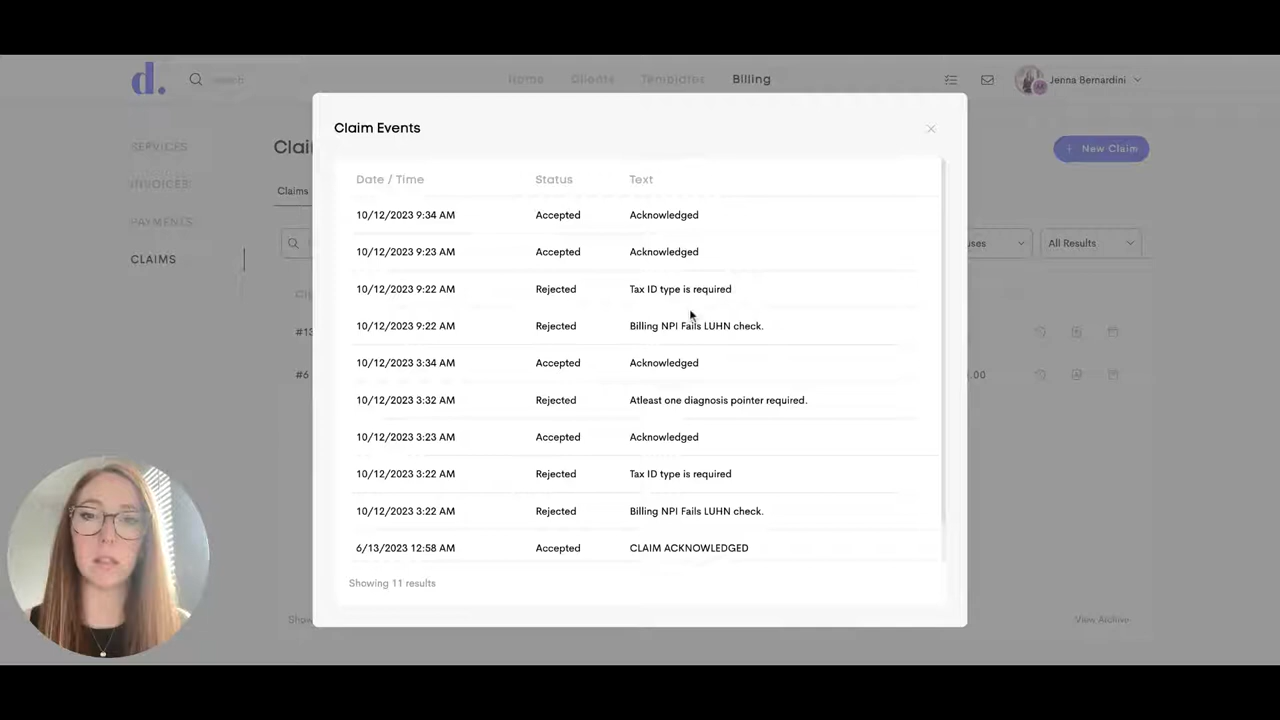 d.
Search
Home
Clients
Templates
Billing
Jenna Bernardini
SERVICES
INVOICES
PAYMENTS
CLAIMS
Clai
+ New Claim
Claims
uses
All Results
#13
#6
.00
View Archive
Claim Events
Date / Time Status Text
10/12/2023 9:34 AM Accepted Acknowledged
10/12/2023 9:23 AM Accepted Acknowledged
10/12/2023 9:22 AM Rejected Tax ID type is required
10/12/2023 9:22 AM Rejected Billing NPI Fails LUHN check.
10/12/2023 3:34 AM Accepted Acknowledged
10/12/2023 3:32 AM Rejected Atleast one diagnosis pointer required.
10/12/2023 3:23 AM Accepted Acknowledged
10/12/2023 3:22 AM Rejected Tax ID type is required
10/12/2023 3:22 AM Rejected Billing NPI Fails LUHN check.
6/13/2023 12:58 AM Accepted CLAIM ACKNOWLEDGED
Showing 11 results